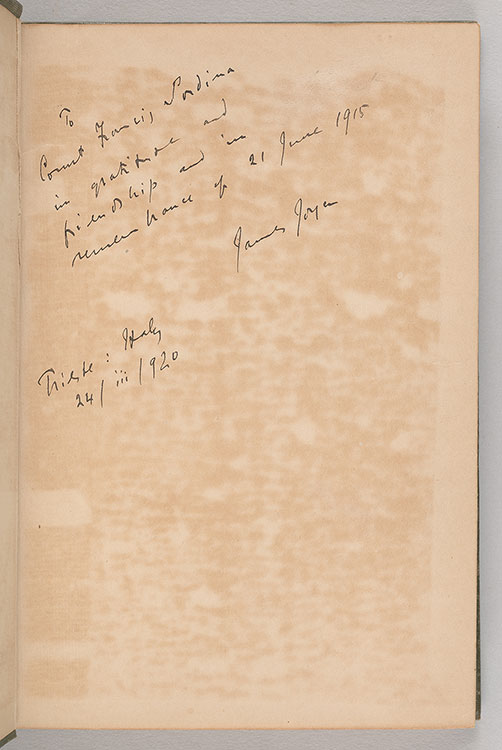 To
Count Francis Sordina
in gratitude and
friendship and in
remembrance of 21 June 1915
James Joyce
Trieste: Italy
24/iii/920